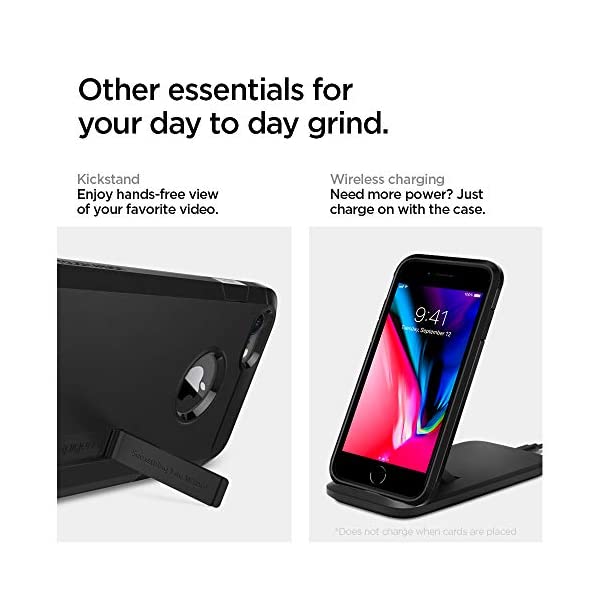 Other essentials for
your day to day grind.
Kickstand
Enjoy hands-free view
of your favorite video.
Wireless charging
Need more power? Just
charge on with the case.
100%
9:41
Tuesday, September 12
*Does not charge when cards are placed